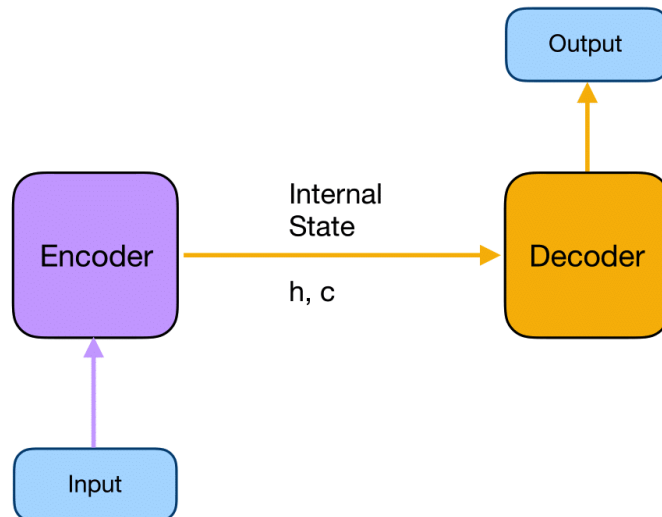 Output
Internal
State
Encoder
Decoder
h, c
Input